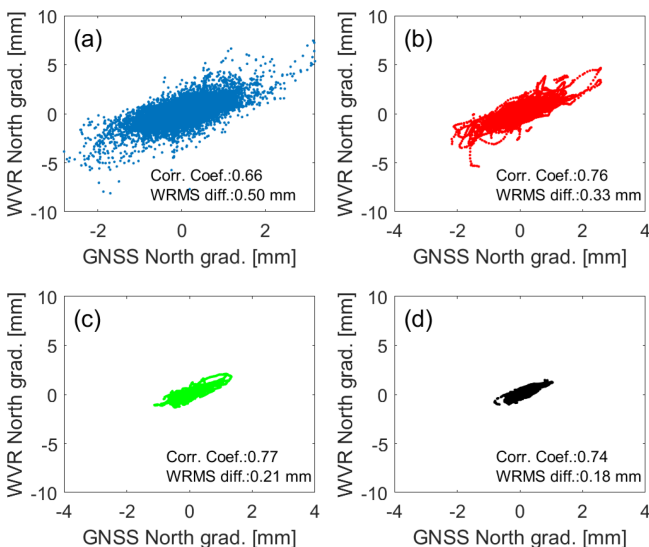 (a)
WVR North grad. [mm]
10
5
0
-5
-10
Corr. Coef.:0.66
WRMS diff.:0.50 mm
-2
0
2
GNSS North grad. [mm]
(b)
WVR North grad. [mm]
10
5
0
-5
-10
Corr. Coef.:0.76
WRMS diff.:0.33 mm
-4
-2
0
2
4
GNSS North grad. [mm]
(c)
WVR North grad. [mm]
10
5
0
-5
-10
Corr. Coef.:0.77
WRMS diff.:0.21 mm
-4
-2
0
2
4
GNSS North grad. [mm]
(d)
WVR North grad. [mm]
10
5
0
-5
-10
Corr. Coef.:0.74
WRMS diff.:0.18 mm
-4
-2
0
2
4
GNSS North grad. [mm]